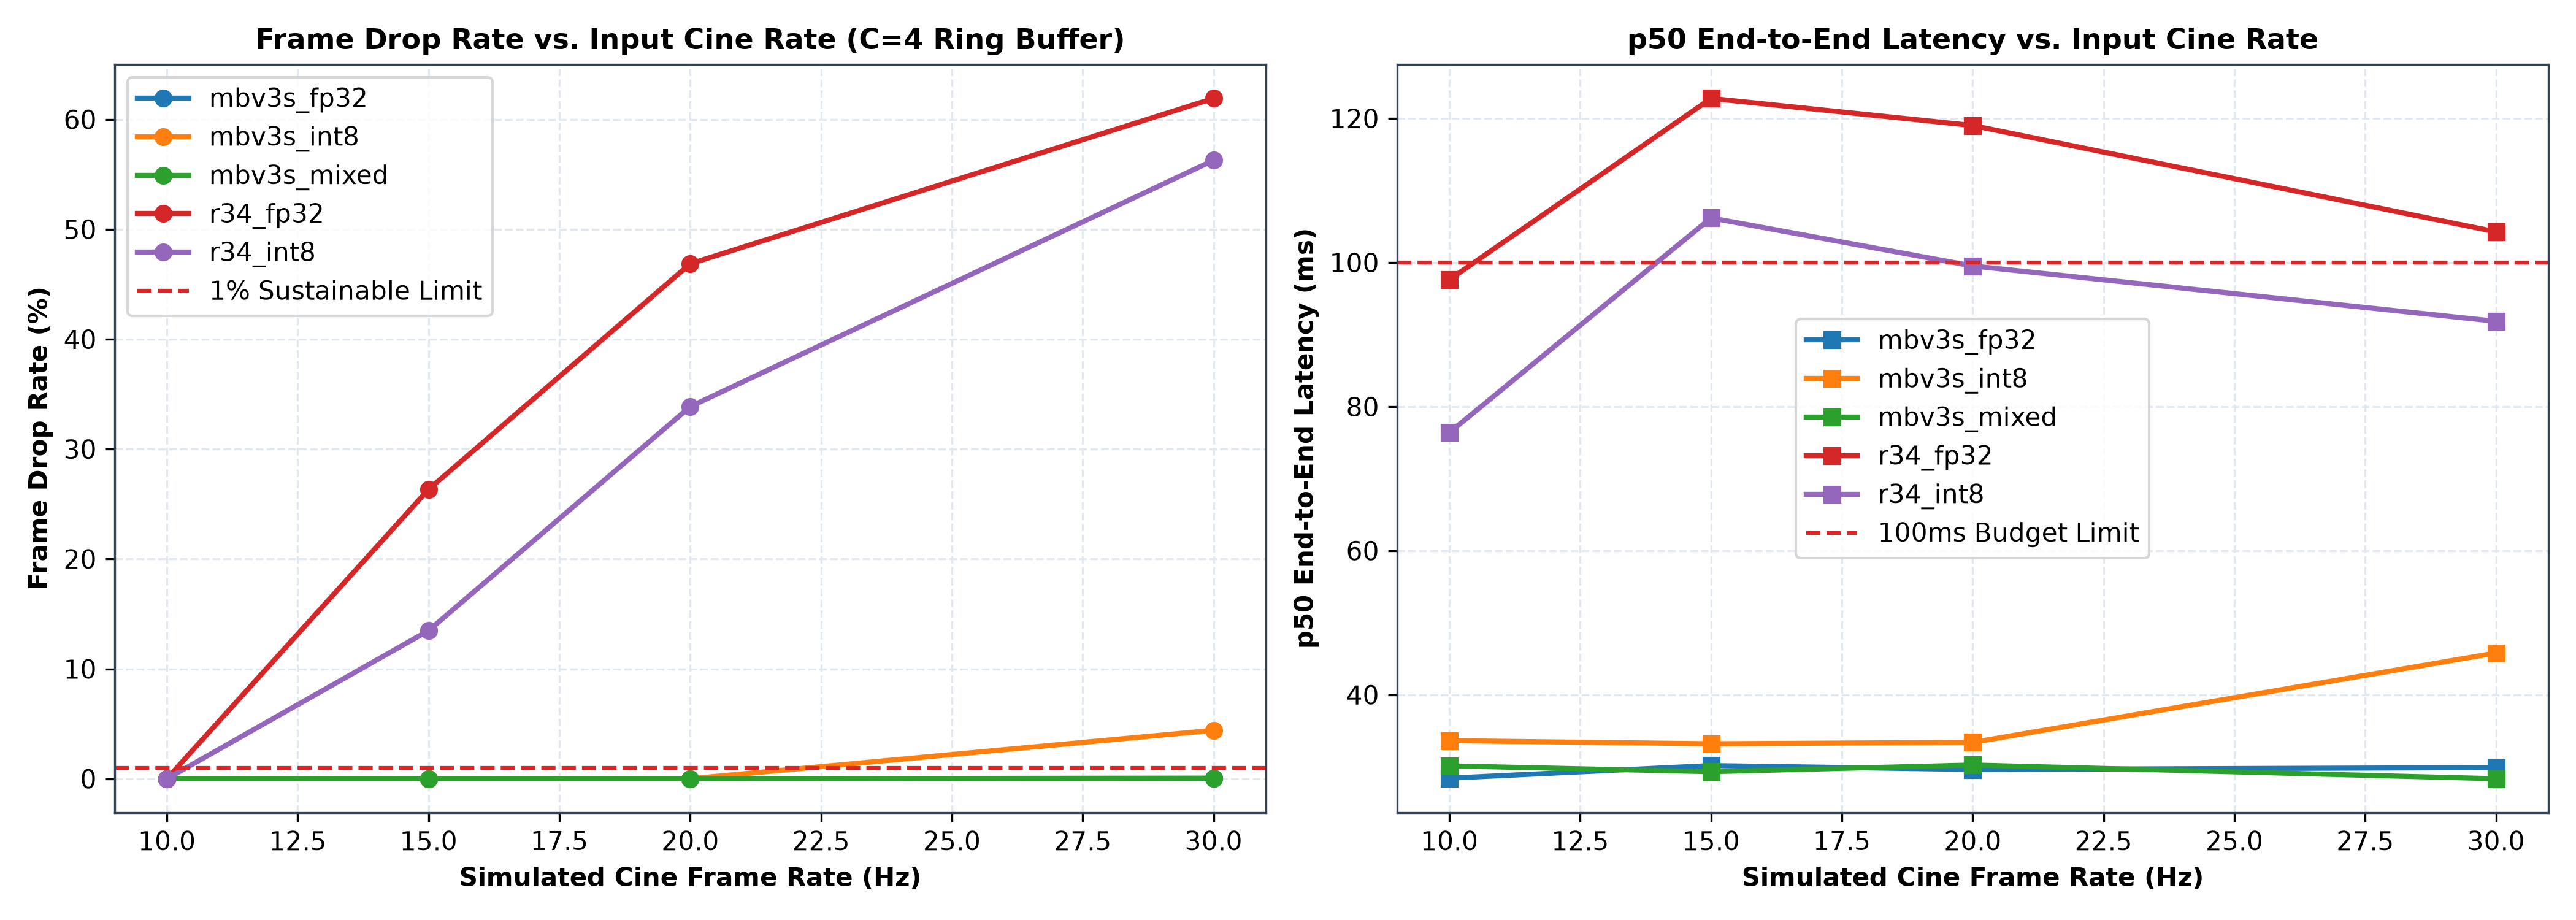 Frame Drop Rate vs. Input Cine Rate (C=4 Ring Buffer)
Frame Drop Rate (%)
60
50
40
30
20
10
0
mbv3s_fp32
mbv3s_int8
mbv3s_mixed
r34_fp32
r34_int8
1% Sustainable Limit
10.0 12.5 15.0 17.5 20.0 22.5 25.0 27.5 30.0
Simulated Cine Frame Rate (Hz)
p50 End-to-End Latency vs. Input Cine Rate
p50 End-to-End Latency (ms)
120
100
80
60
40
mbv3s_fp32
mbv3s_int8
mbv3s_mixed
r34_fp32
r34_int8
100ms Budget Limit
10.0 12.5 15.0 17.5 20.0 22.5 25.0 27.5 30.0
Simulated Cine Frame Rate (Hz)